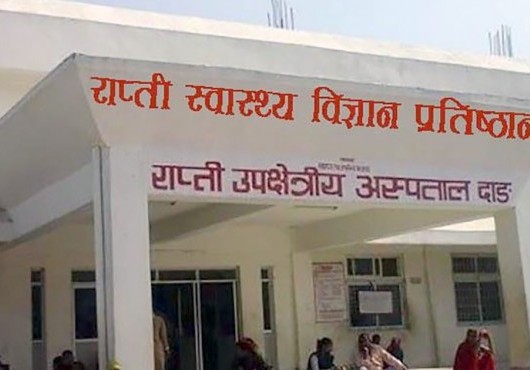 राप्ती स्वास्थ्य विज्ञान प्रतिष्ठान
राप्ती उपक्षेत्रीय अस्पताल दाङ